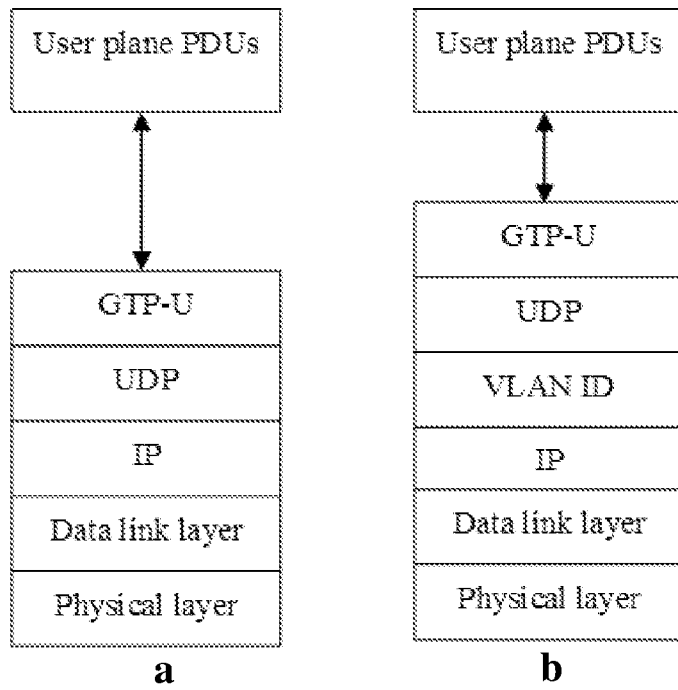 User plane PDUs
GTP-U
UDP
IP
Data link layer
Physical layer
a
User plane PDUs
GTP-U
UDP
VLAN ID
IP
Data link layer
Physical layer
b